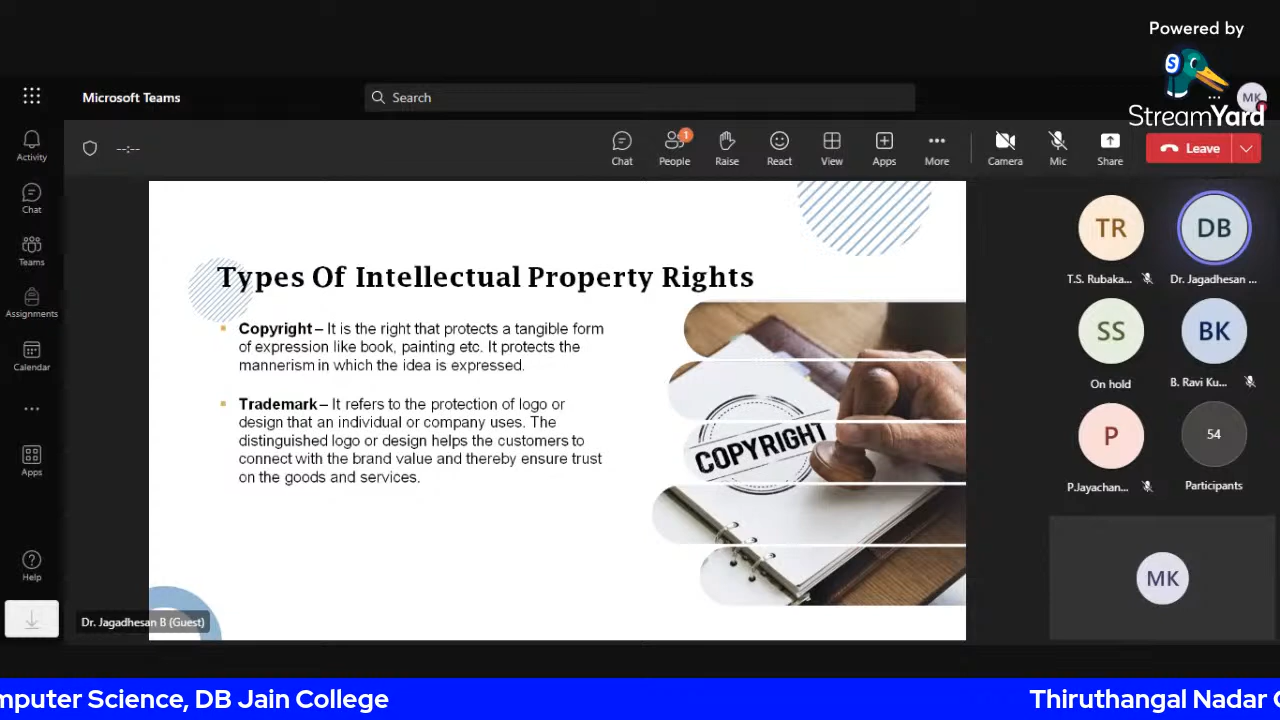 Powered by
StreamYard
Microsoft Teams
Search
MK
--:--
Chat
People
1
Raise
React
View
Apps
More
Camera
Mic
Share
Leave
Activity
Chat
Teams
Assignments
Calendar
Apps
Help
Types Of Intellectual Property Rights
Copyright – It is the right that protects a tangible form
of expression like book, painting etc. It protects the
mannerism in which the idea is expressed.
Trademark – It refers to the protection of logo or
design that an individual or company uses. The
distinguished logo or design helps the customers to
connect with the brand value and thereby ensure trust
on the goods and services.
COPYRIGHT
TR
T.S. Rubaka...
DB
Dr. Jagadhesan ...
SS
On hold
BK
B. Ravi Ku...
P
P.Jayachan...
54
Participants
MK
Dr. Jagadhesan B (Guest)
mputer Science, DB Jain College
Thiruthangal Nadar C